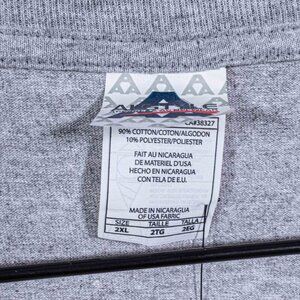 CA#38327
90% COTTON/COTON/ALGODON
10% POLYESTER/POLYESTER
FAIT AU NICARAGUA
DE MATERIEL D'USA
HECHO EN NICARAGUA
CON TELA DE E.U.
MADE IN NICARAGUA
OF USA FABRIC
SIZE TAILLE TALLA
2XL 2TG 2EG